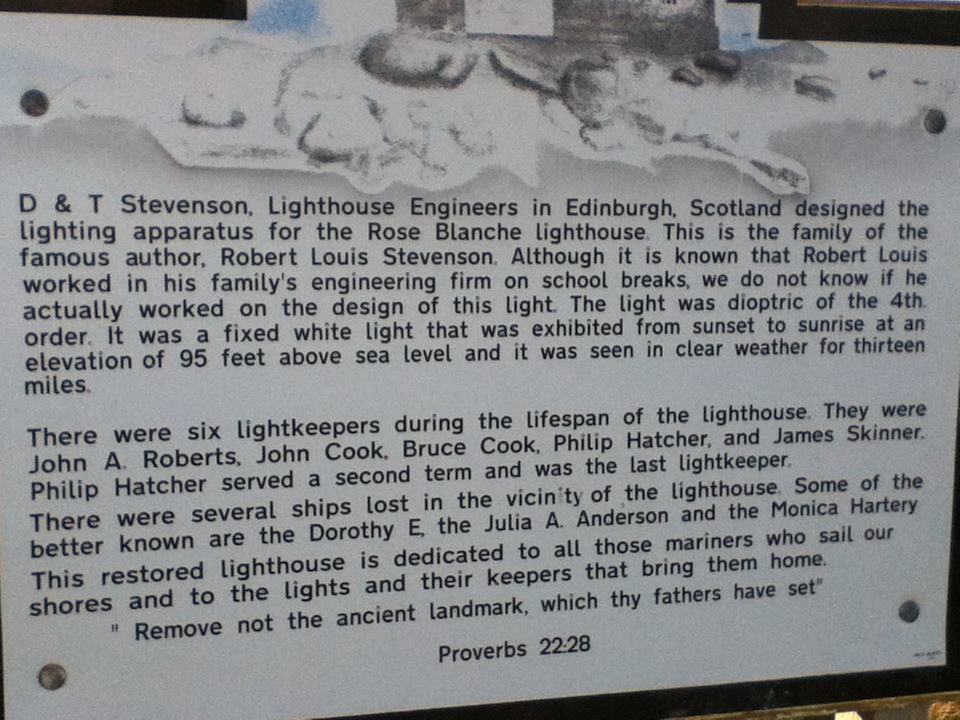 D & T Stevenson, Lighthouse Engineers in Edinburgh, Scotland designed the
lighting apparatus for the Rose Blanche lighthouse. This is the family of the
famous author, Robert Louis Stevenson. Although it is known that Robert Louis
worked in his family's engineering firm on school breaks, we do not know if he
actually worked on the design of this light. The light was dioptric of the 4th.
order. It was a fixed white light that was exhibited from sunset to sunrise at an
elevation of 95 feet above sea level and it was seen in clear weather for thirteen
miles.
There were six lightkeepers during the lifespan of the lighthouse. They were
John A. Roberts, John Cook, Bruce Cook, Philip Hatcher, and James Skinner.
Philip Hatcher served a second term and was the last lightkeeper.
There were several ships lost in the vicinity of the lighthouse. Some of the
better known are the Dorothy E, the Julia A. Anderson and the Monica Hartery
This restored lighthouse is dedicated to all those mariners who sail our
shores and to the lights and their keepers that bring them home.
" Remove not the ancient landmark, which thy fathers have set"
Proverbs 22:28